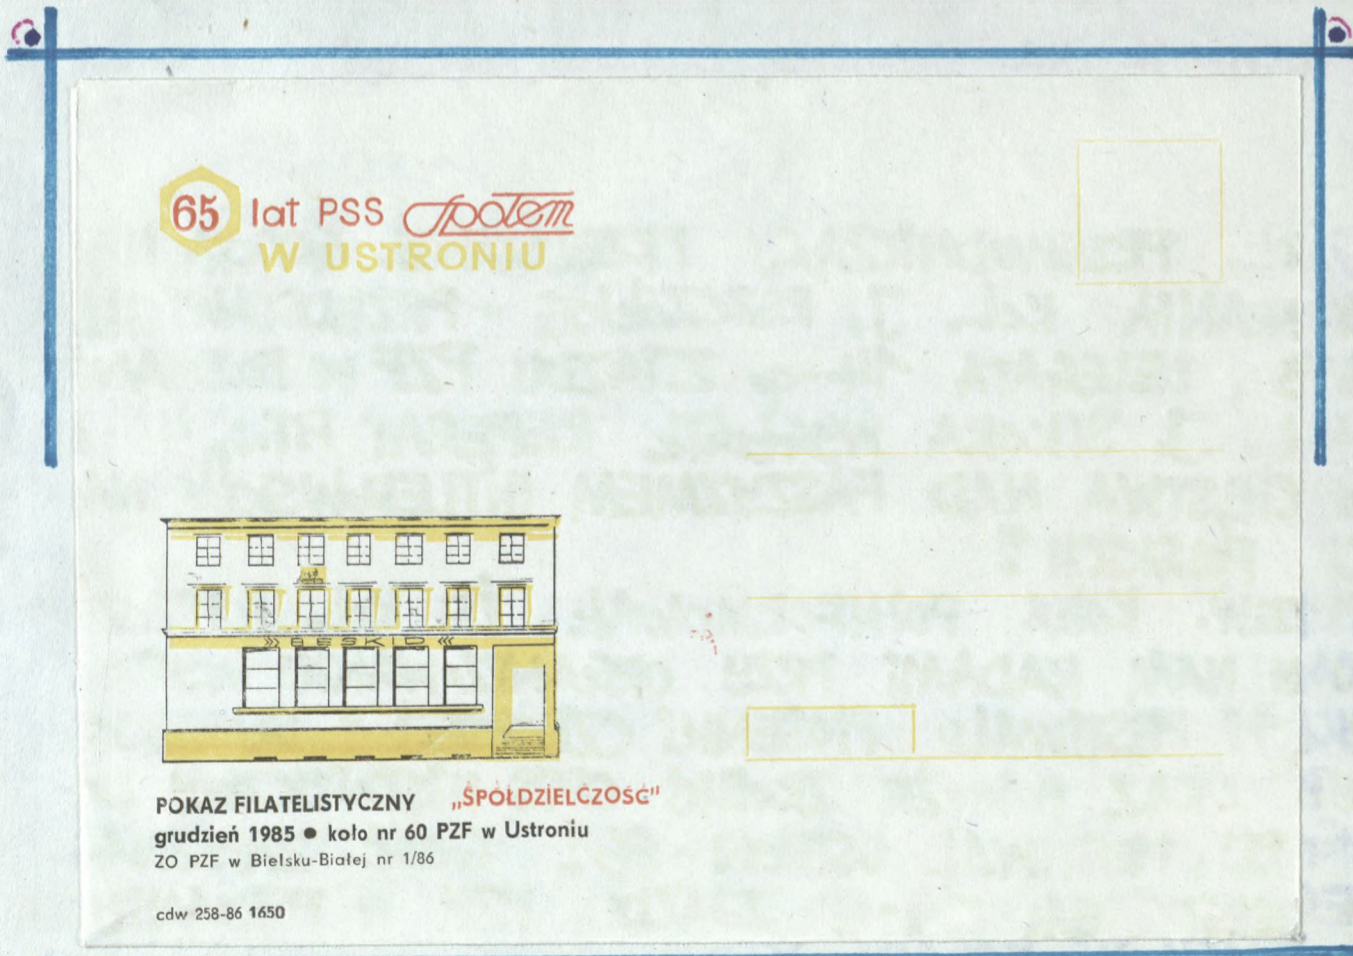 65 lat PSS Społem
W USTRONIU
»BESKID«
POKAZ FILATELISTYCZNY „SPÓŁDZIELCZOŚĆ”
grudzień 1985 ● koło nr 60 PZF w Ustroniu
ZO PZF w Bielsku-Białej nr 1/86
cdw 258-86 1650